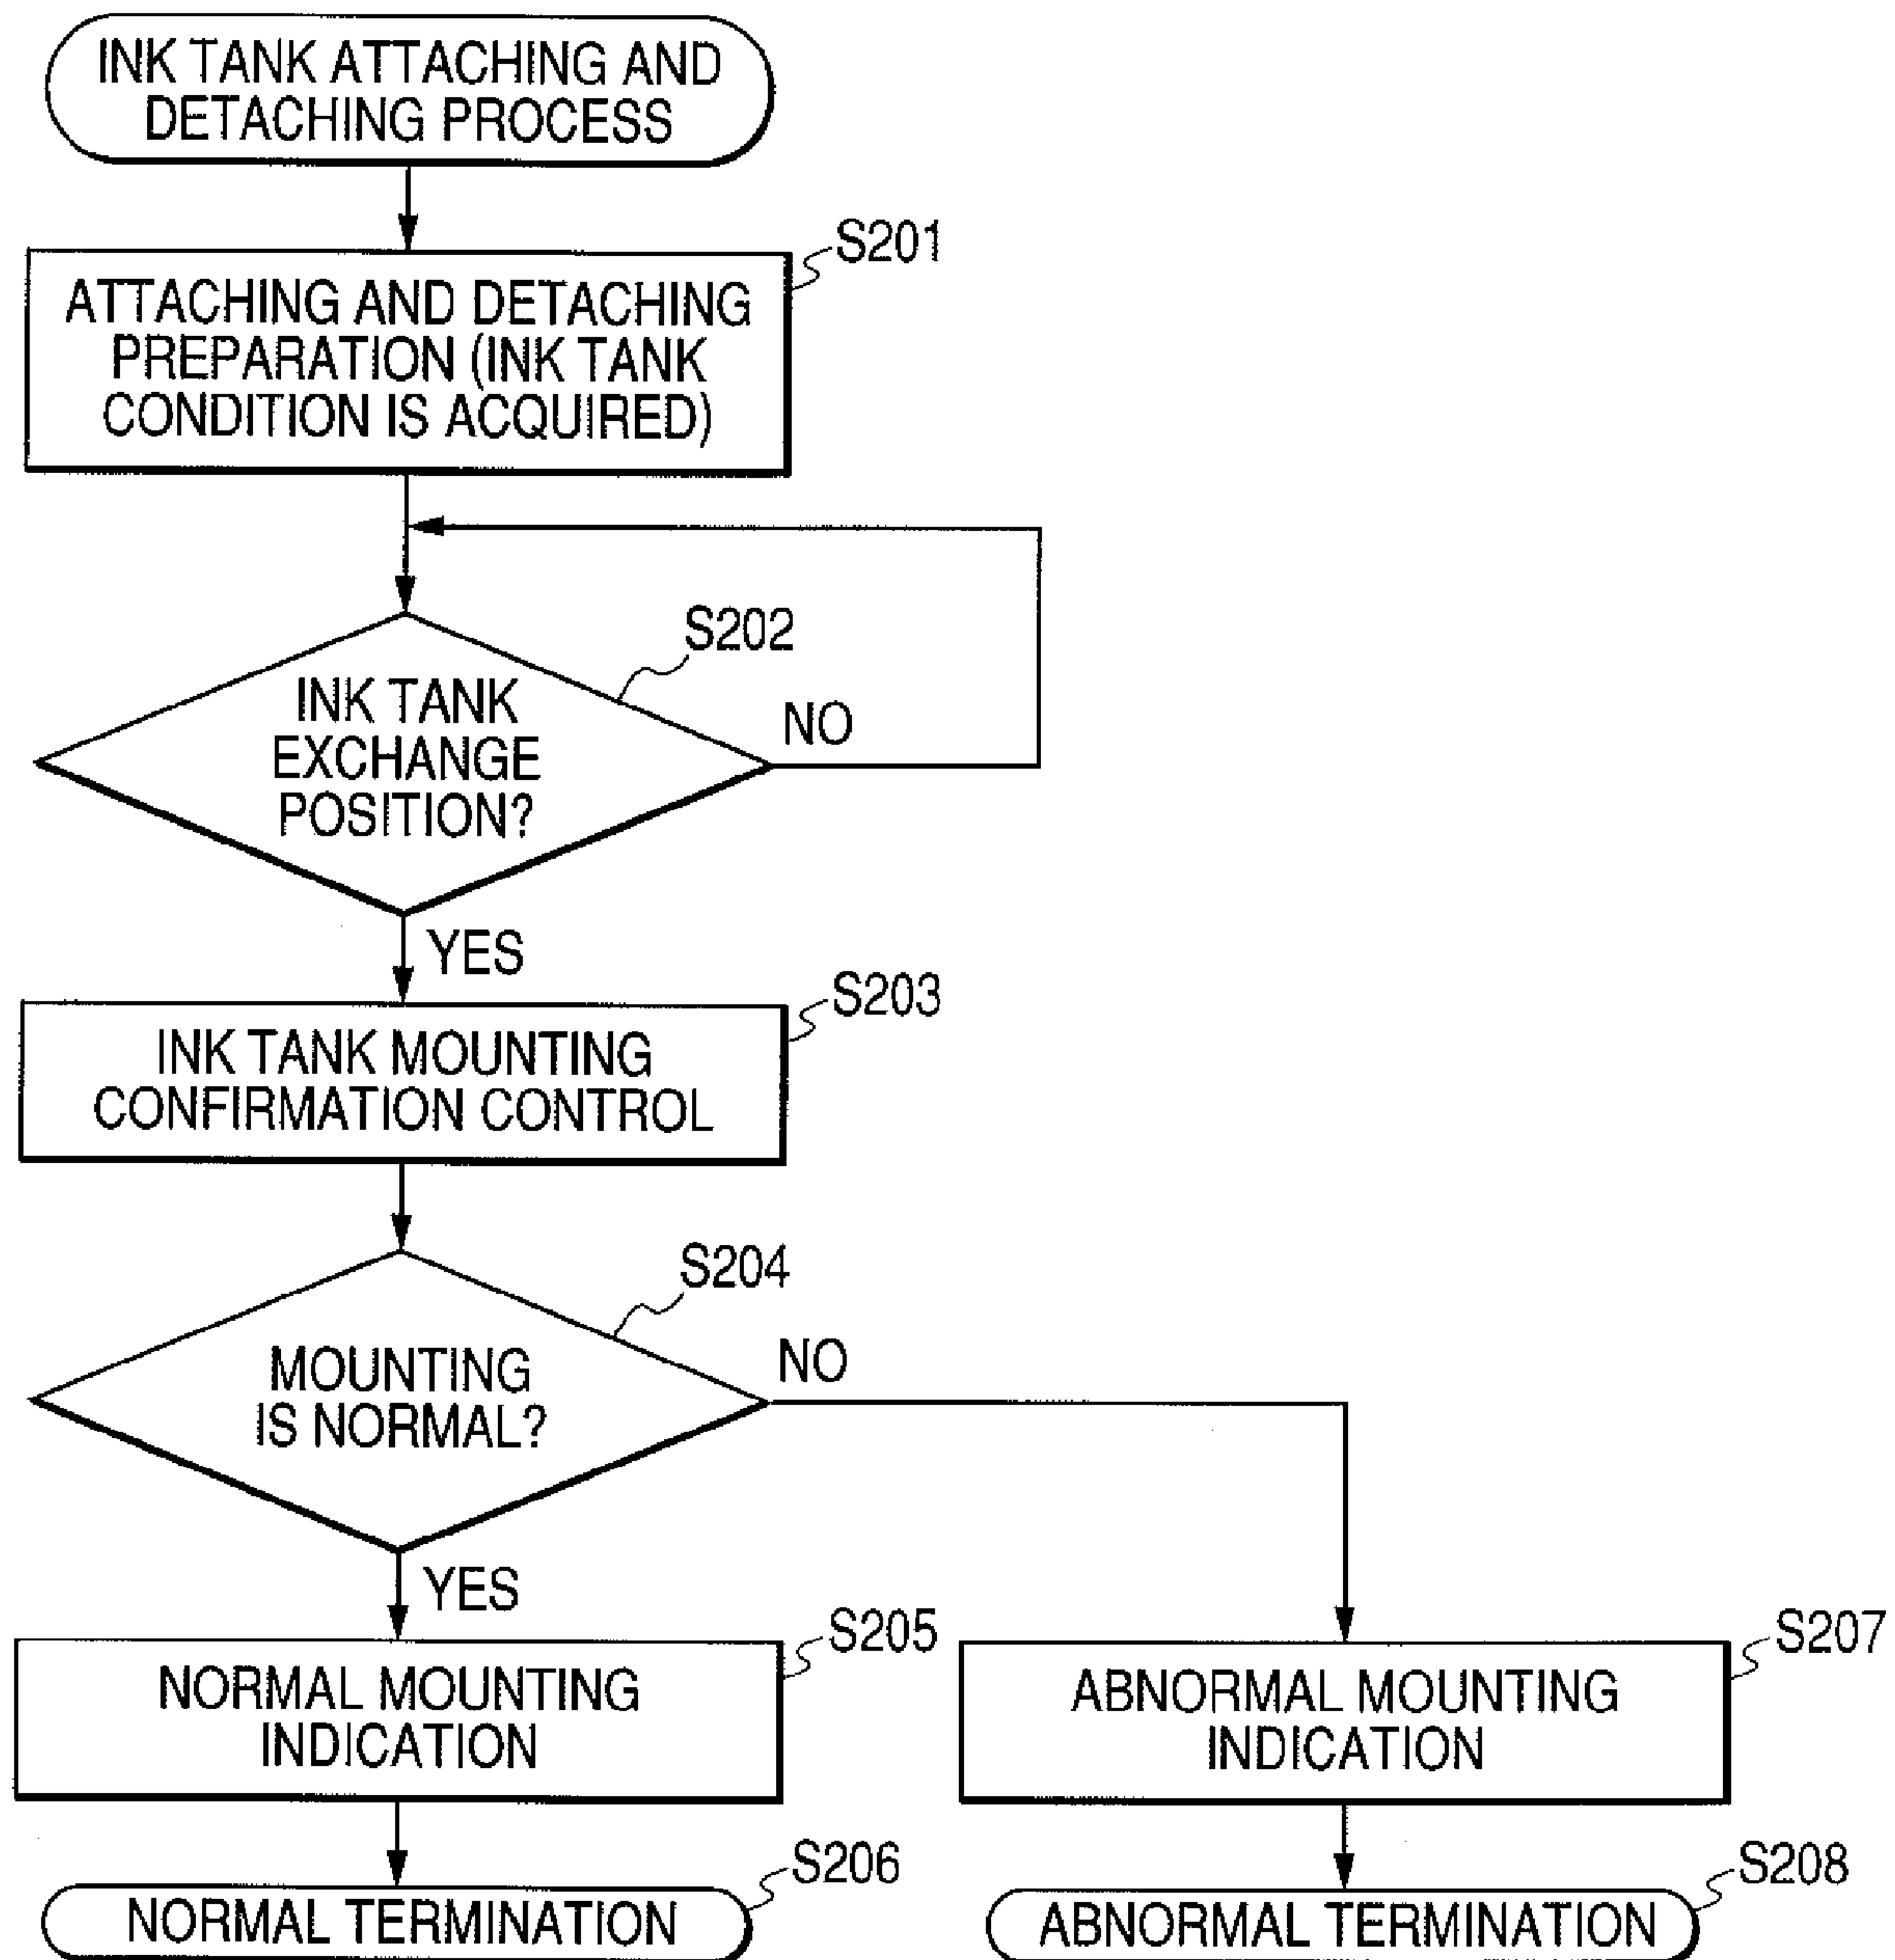 INK TANK ATTACHING AND
DETACHING PROCESS
S201
ATTACHING AND DETACHING
PREPARATION (INK TANK
CONDITION IS ACQUIRED)
S202
INK TANK
EXCHANGE
POSITION?
NO
YES
S203
INK TANK MOUNTING
CONFIRMATION CONTROL
S204
MOUNTING
IS NORMAL?
NO
YES
S205
NORMAL MOUNTING
INDICATION
S207
ABNORMAL MOUNTING
INDICATION
S206
NORMAL TERMINATION
S208
ABNORMAL TERMINATION